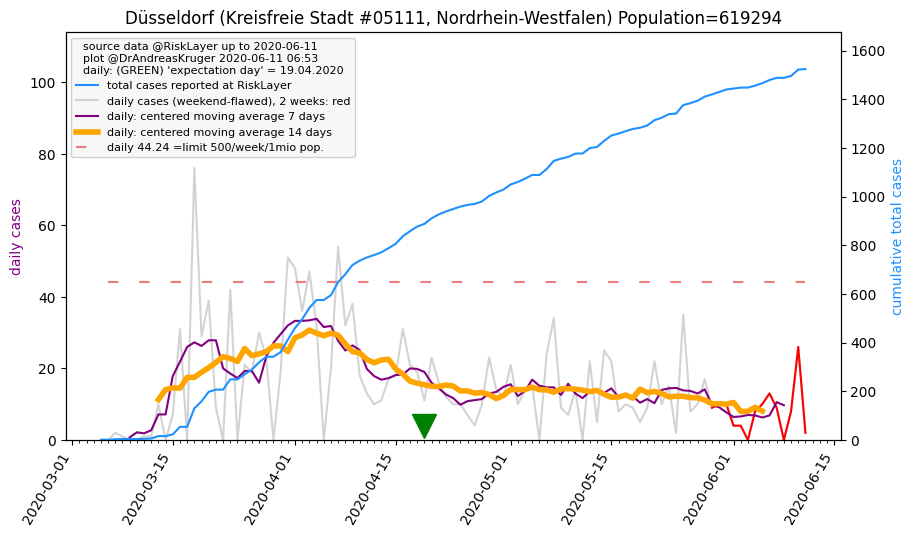 Düsseldorf (Kreisfreie Stadt #05111, Nordrhein-Westfalen) Population=619294
source data @RiskLayer up to 2020-06-11
plot @DrAndreasKruger 2020-06-11 06:53
daily: (GREEN) 'expectation day' = 19.04.2020
total cases reported at RiskLayer
daily cases (weekend-flawed), 2 weeks: red
daily: centered moving average 7 days
daily: centered moving average 14 days
daily 44.24 =limit 500/week/1mio pop.
daily cases
100
80
60
40
20
0
cumulative total cases
1600
1400
1200
1000
800
600
400
200
0
2020-03-01
2020-03-15
2020-04-01
2020-04-15
2020-05-01
2020-05-15
2020-06-01
2020-06-15